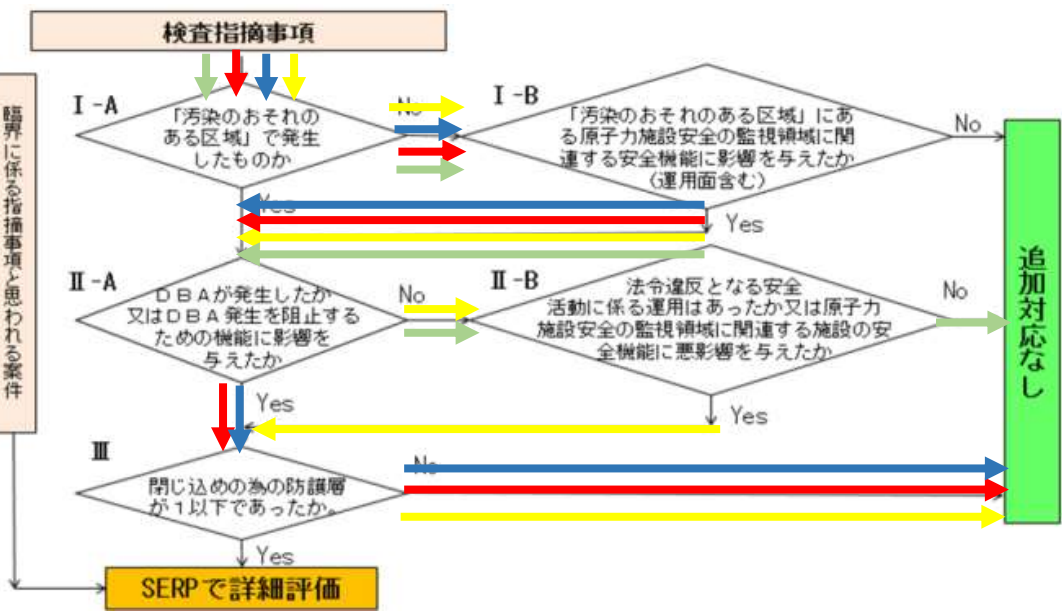 検査指摘事項
臨界に係る指摘事項と思われる案件
Ⅰ-A
「汚染のおそれの
ある区域」で発生
したものか
No
Ⅰ-B
「汚染のおそれのある区域」にあ
る原子力施設安全の監視領域に関
連する安全機能に影響を与えたか
(運用面含む)
No
追加対応なし
Yes
Yes
Ⅱ-A
DBAが発生したか
又はDBA発生を阻止する
ための機能に影響を
与えたか
No
Ⅱ-B
法令違反となる安全
活動に係る運用はあったか又は原子力
施設安全の監視領域に関連する施設の安
全機能に悪影響を与えたか
No
Yes
Yes
Ⅲ
閉じ込めの為の防護層
が1以下であったか。
No
Yes
SERPで詳細評価